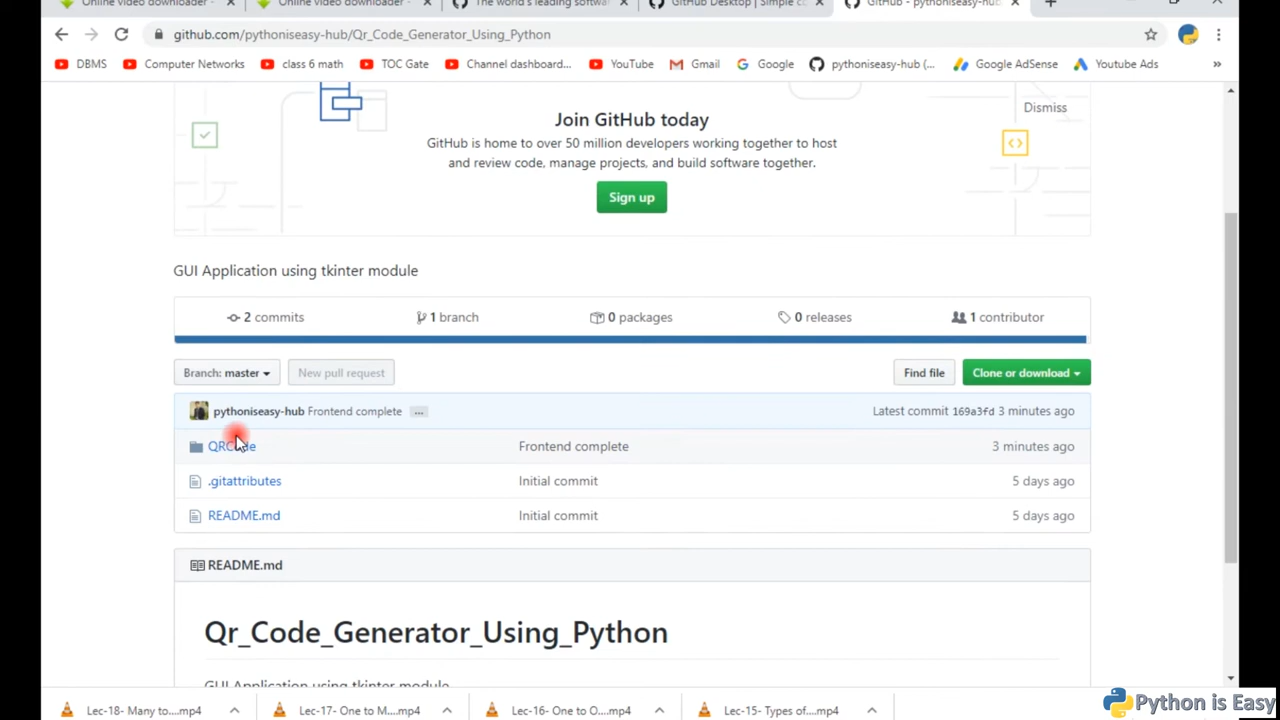 Online video downloader -
Online video downloader -
The world's leading softwa
GitHub Desktop | Simple co
GitHub - pythoniseasy-hub/
github.com/pythoniseasy-hub/Qr_Code_Generator_Using_Python
DBMS
Computer Networks
class 6 math
TOC Gate
Channel dashboard...
YouTube
Gmail
Google
pythoniseasy-hub (...
Google AdSense
Youtube Ads
»
Dismiss
Join GitHub today
GitHub is home to over 50 million developers working together to host
and review code, manage projects, and build software together.
Sign up
GUI Application using tkinter module
2 commits
1 branch
0 packages
0 releases
1 contributor
Branch: master
New pull request
Find file
Clone or download
pythoniseasy-hub Frontend complete ...
Latest commit 169a3fd 3 minutes ago
QRCode
Frontend complete
3 minutes ago
.gitattributes
Initial commit
5 days ago
README.md
Initial commit
5 days ago
README.md
Qr_Code_Generator_Using_Python
GUI Application using tkinter module
Lec-18- Many to....mp4
Lec-17- One to M....mp4
Lec-16- One to O....mp4
Lec-15- Types of....mp4
Python is Easy